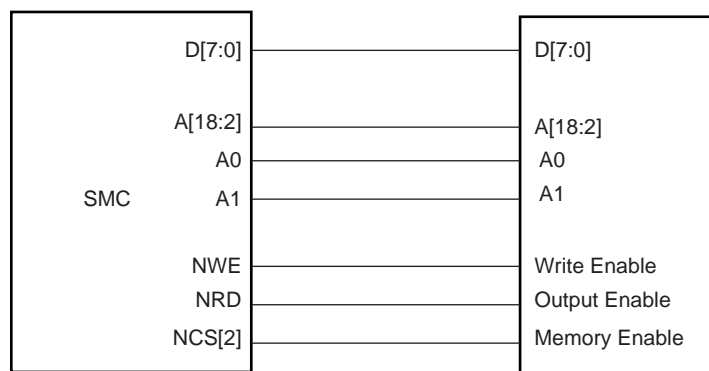 D[7:0] D[7:0]
A[18:2] A[18:2]
A0 A0
SMC A1 A1
NWE Write Enable
NRD Output Enable
NCS[2] Memory Enable